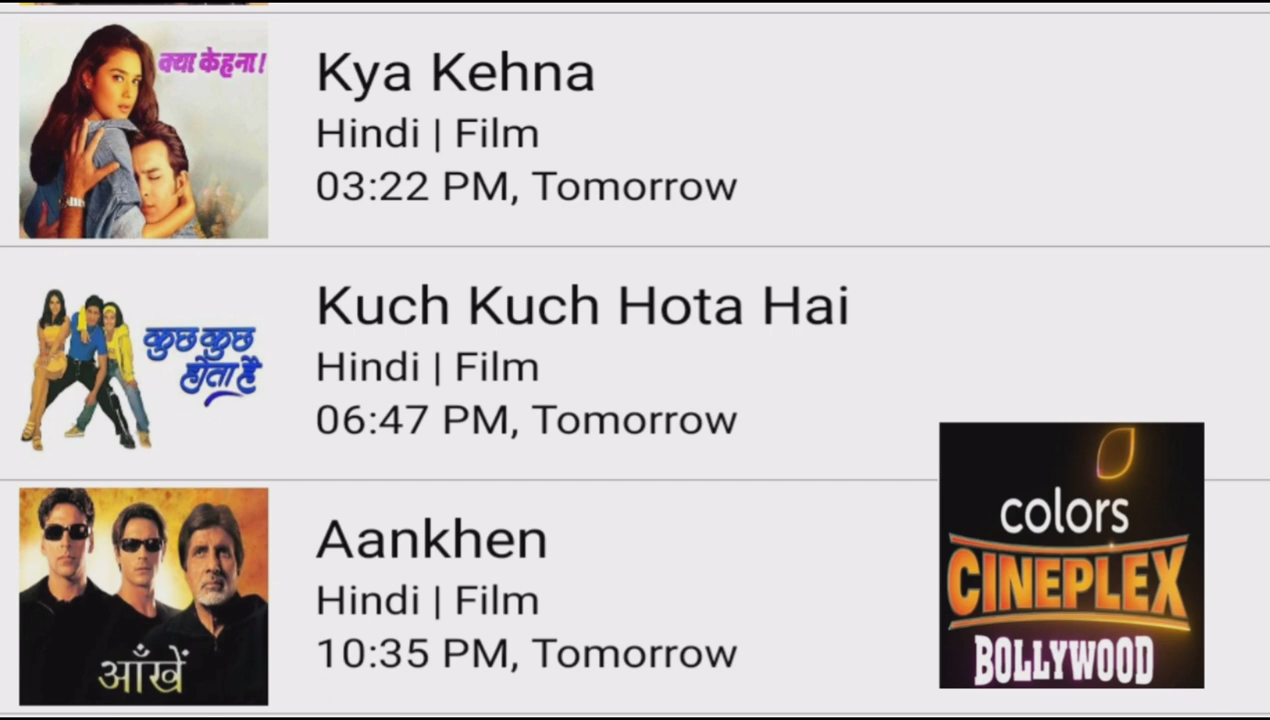 क्या केहना!
Kya Kehna
Hindi | Film
03:22 PM, Tomorrow
कुछ कुछ
होता है
Kuch Kuch Hota Hai
Hindi | Film
06:47 PM, Tomorrow
आँखें
Aankhen
Hindi | Film
10:35 PM, Tomorrow
colors
CINEPLEX
BOLLYWOOD